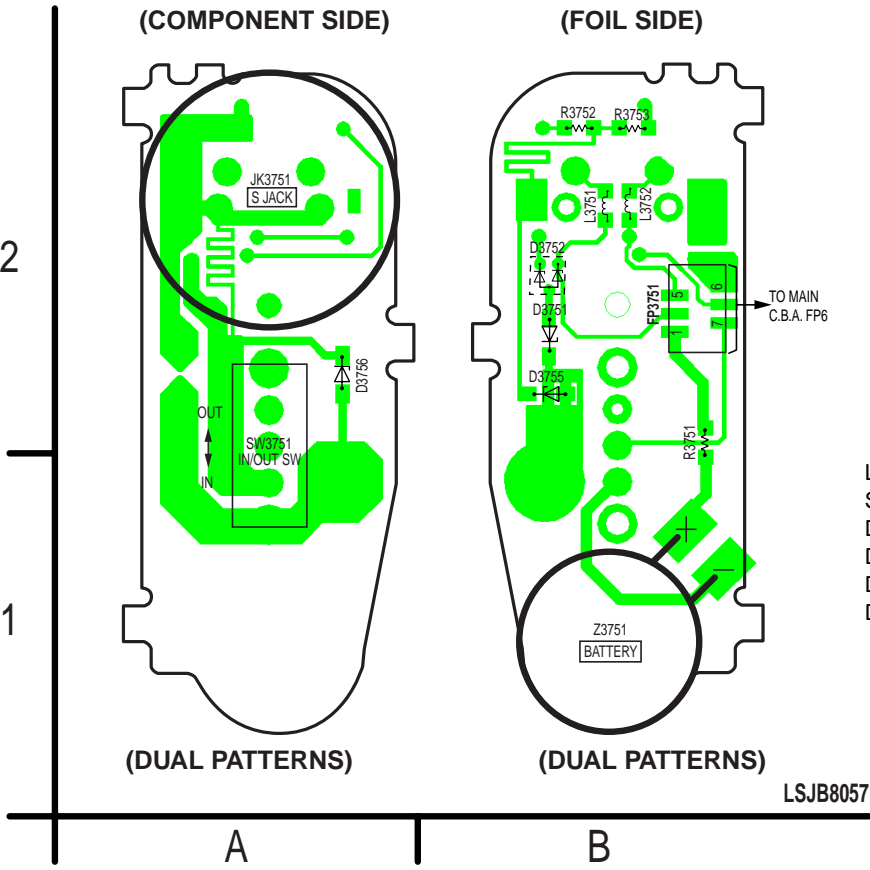 (COMPONENT SIDE)
(FOIL SIDE)
R3752
R3753
JK3751
S JACK
L3751
L3752
2
D3752
D3751
FP3751
5
6
1
7
TO MAIN
C.B.A. FP6
D3756
D3755
OUT
IN
SW3751
IN/OUT SW
R3751
+
−
L
S
D
D
D
D
1
Z3751
BATTERY
(DUAL PATTERNS)
(DUAL PATTERNS)
LSJB8057
A
B